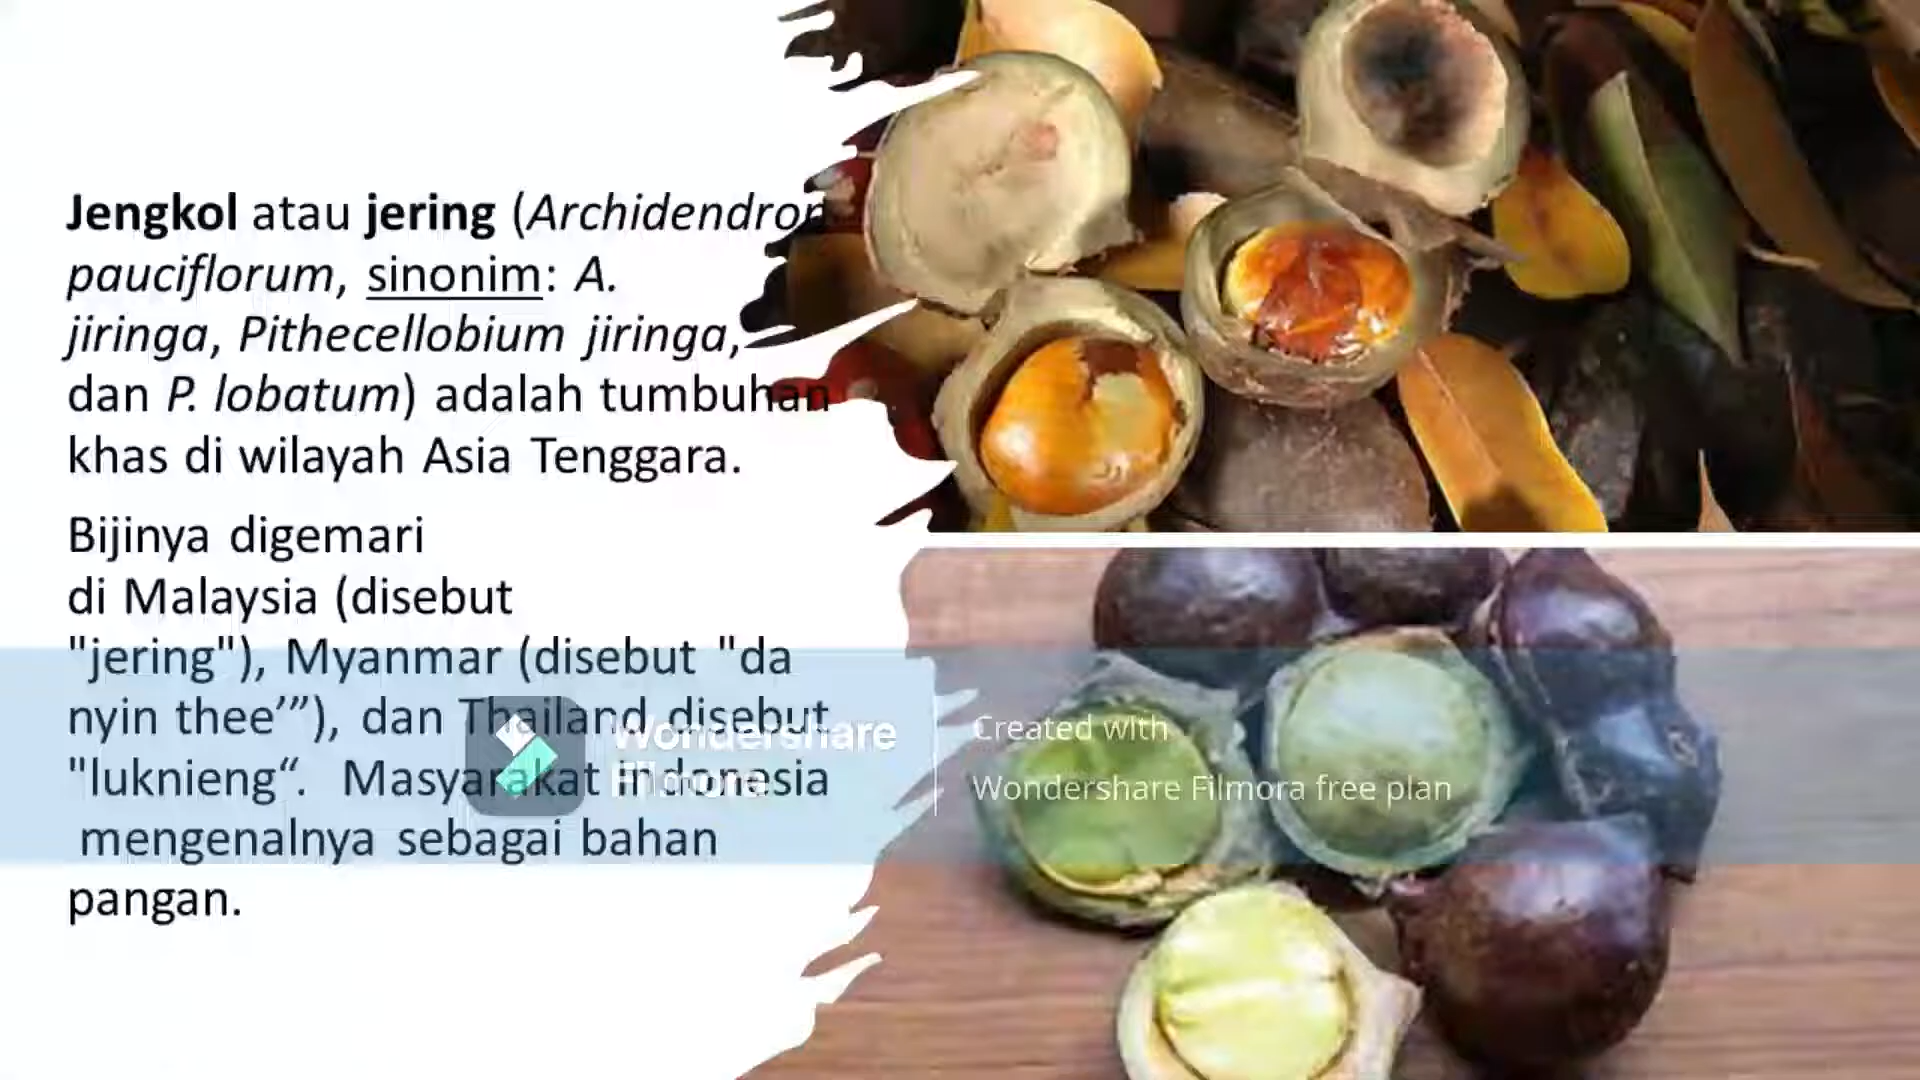 Jengkol atau jering (Archidendron
pauciflorum, sinonim: A.
jiringa, Pithecellobium jiringa,
dan P. lobatum) adalah tumbuhan
khas di wilayah Asia Tenggara.
Bijinya digemari
di Malaysia (disebut
"jering"), Myanmar (disebut "da
nyin thee’”), dan Thailand disebut
"luknieng“. Masyarakat Indonesia
mengenalnya sebagai bahan
pangan.
Wondershare
Filmora
Created with
Wondershare Filmora free plan